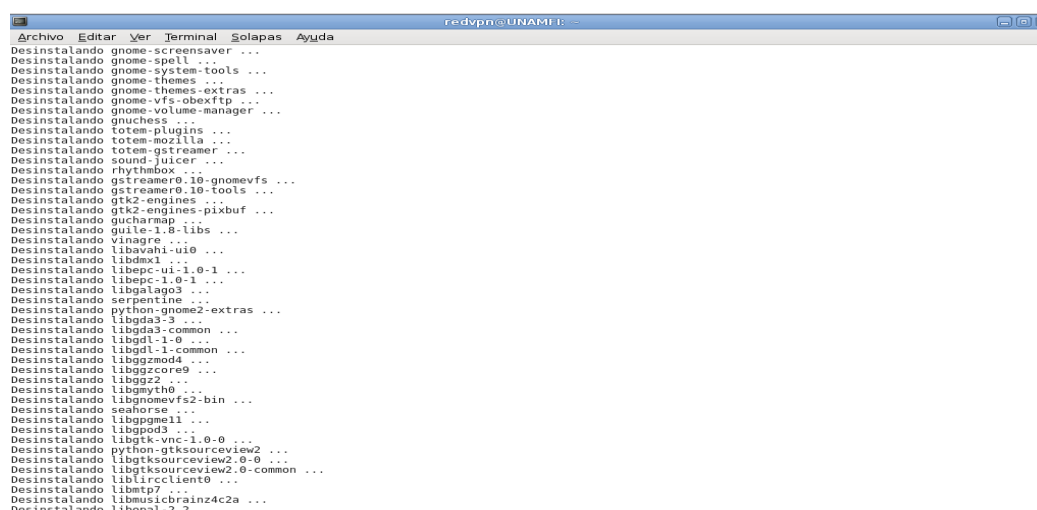 redvpn@UNAMFI: ~
Archivo Editar Ver Terminal Solapas Ayuda
Desinstalando gnome-screensaver ...
Desinstalando gnome-spell ...
Desinstalando gnome-system-tools ...
Desinstalando gnome-themes ...
Desinstalando gnome-themes-extras ...
Desinstalando gnome-vfs-obexftp ...
Desinstalando gnome-volume-manager ...
Desinstalando gnuchess ...
Desinstalando totem-plugins ...
Desinstalando totem-mozilla ...
Desinstalando totem-gstreamer ...
Desinstalando sound-juicer ...
Desinstalando rhythmbox ...
Desinstalando gstreamer0.10-gnomevfs ...
Desinstalando gstreamer0.10-tools ...
Desinstalando gtk2-engines ...
Desinstalando gtk2-engines-pixbuf ...
Desinstalando gucharmap ...
Desinstalando guile-1.8-libs ...
Desinstalando vinagre ...
Desinstalando libavahi-ui0 ...
Desinstalando libdmx1 ...
Desinstalando libepc-ui-1.0-1 ...
Desinstalando libepc-1.0-1 ...
Desinstalando libgalago3 ...
Desinstalando serpentine ...
Desinstalando python-gnome2-extras ...
Desinstalando libgda3-3 ...
Desinstalando libgda3-common ...
Desinstalando libgdl-1-0 ...
Desinstalando libgdl-1-common ...
Desinstalando libggzmod4 ...
Desinstalando libggzcore9 ...
Desinstalando libggz2 ...
Desinstalando libgmyth0 ...
Desinstalando libgnomevfs2-bin ...
Desinstalando seahorse ...
Desinstalando libgpgme11 ...
Desinstalando libgpod3 ...
Desinstalando libgtk-vnc-1.0-0 ...
Desinstalando python-gtksourceview2 ...
Desinstalando libgtksourceview2.0-0 ...
Desinstalando libgtksourceview2.0-common ...
Desinstalando liblircclient0 ...
Desinstalando libmtp7 ...
Desinstalando libmusicbrainz4c2a ...
Desinstalando libopal-2.2